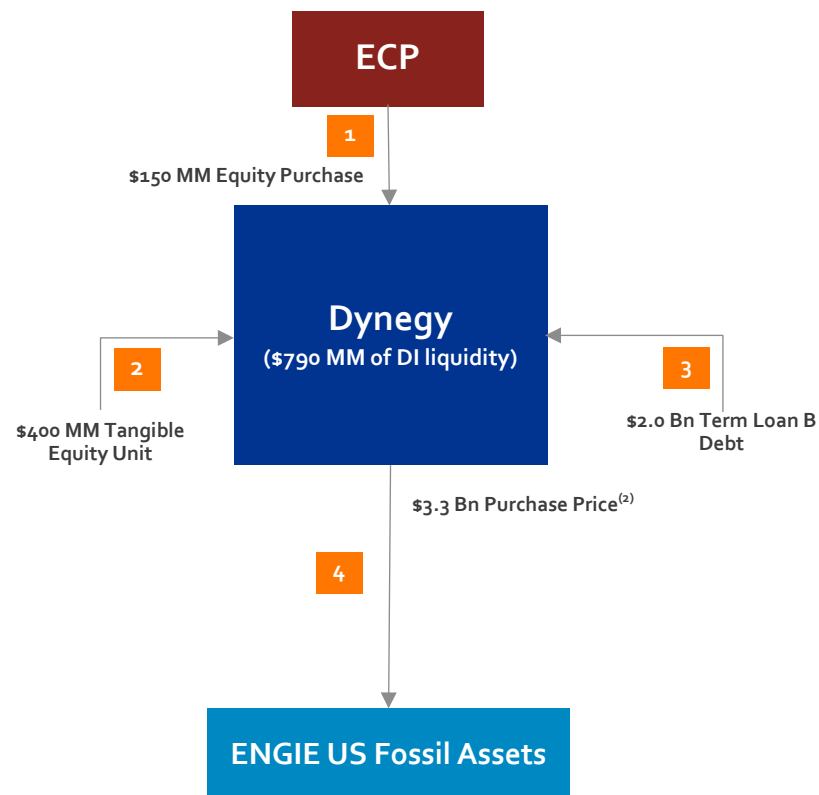 ECP
1
$150 MM Equity Purchase
Dynegy
($790 MM of DI liquidity)
2
$400 MM Tangible
Equity Unit
3
$2.0 Bn Term Loan B
Debt
$3.3 Bn Purchase Price(2)
4
ENGIE US Fossil Assets